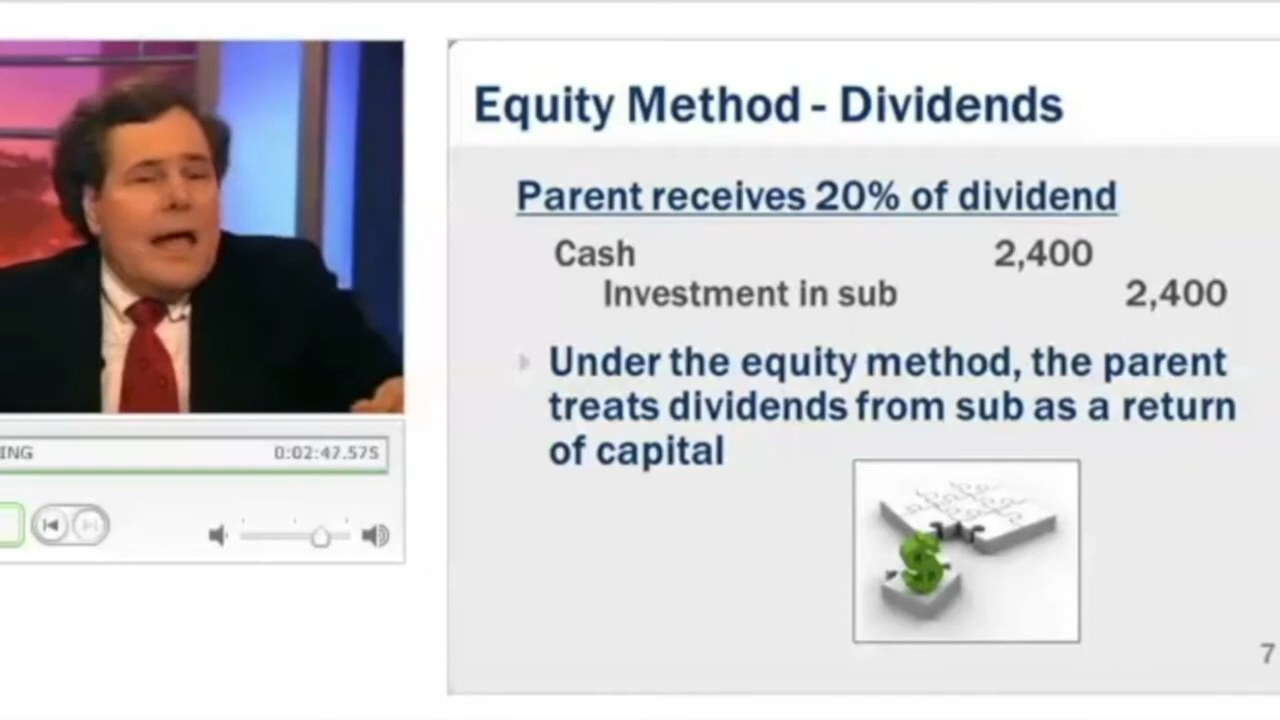 Equity Method - Dividends
Parent receives 20% of dividend
Cash 2,400
Investment in sub 2,400
Under the equity method, the parent
treats dividends from sub as a return
of capital
ING 0:02:47.575
$
7